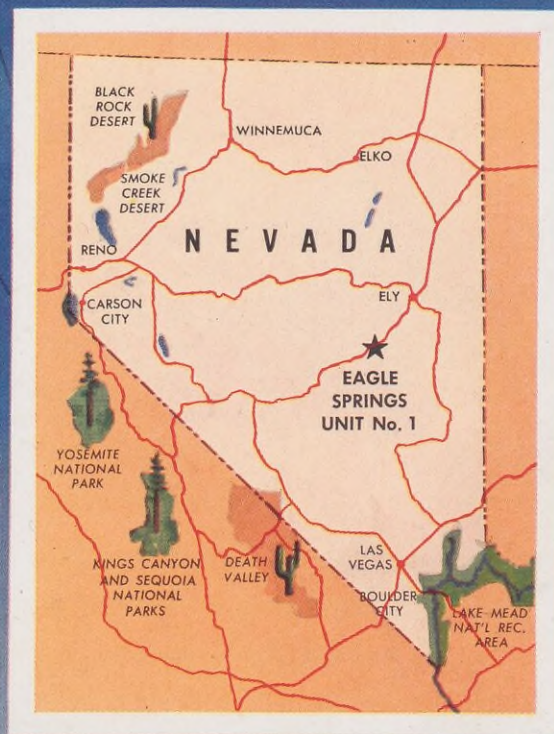 BLACK
ROCK
DESERT
WINNEMUCA
ELKO
SMOKE
CREEK
DESERT
NEVADA
RENO
CARSON
CITY
ELY
EAGLE
SPRINGS
UNIT No. 1
YOSEMITE
NATIONAL
PARK
KINGS CANYON
AND SEQUOIA
NATIONAL
PARKS
DEATH
VALLEY
LAS
VEGAS
BOULDER
CITY
LAKE MEAD
NAT'L REC.
AREA